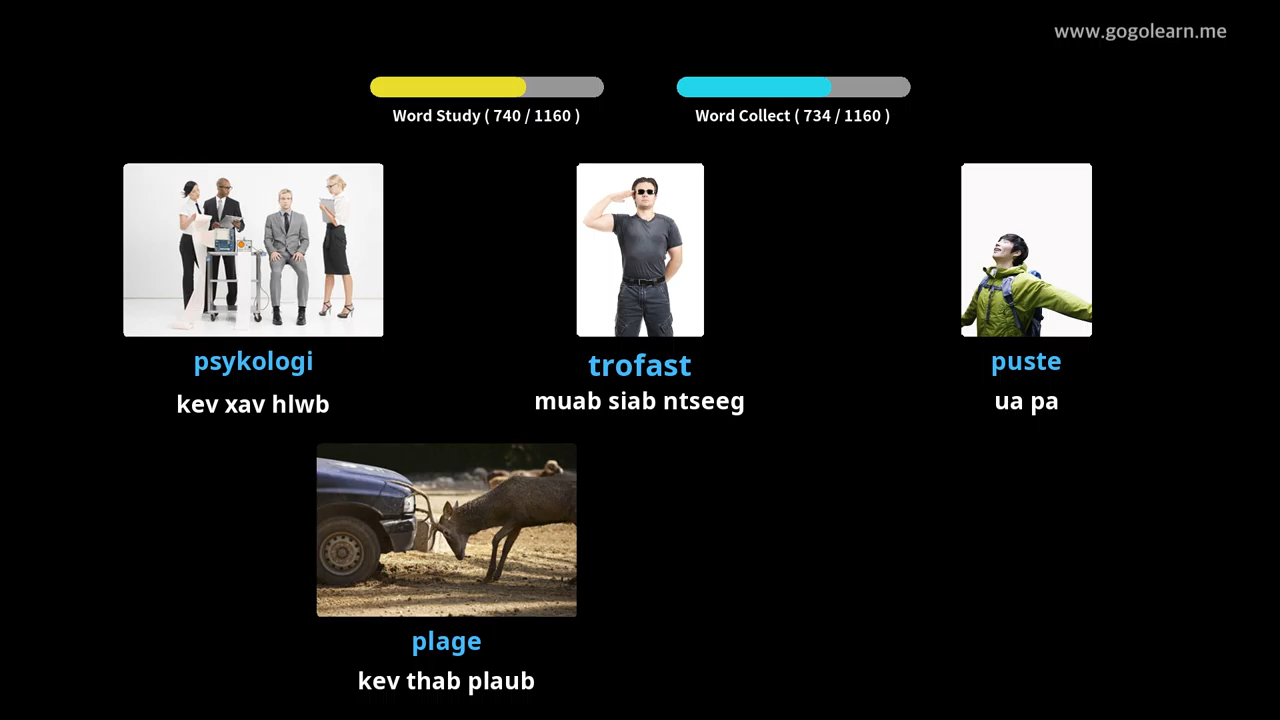 www.gogolearn.me
Word Study ( 740 / 1160 )
Word Collect ( 734 / 1160 )
psykologi
trofast
puste
kev xav hlwb
muab siab ntseeg
ua pa
plage
kev thab plaub